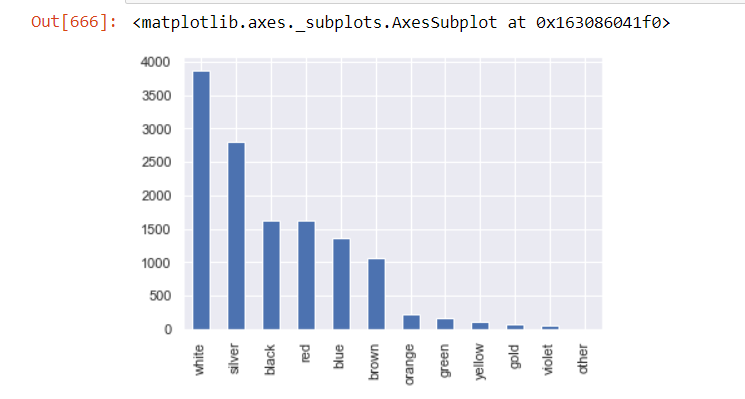 Out[666]: <matplotlib.axes._subplots.AxesSubplot at 0x163086041f0>
4000
3500
3000
2500
2000
1500
1000
500
0
white
silver
black
red
blue
brown
orange
green
yellow
gold
violet
other